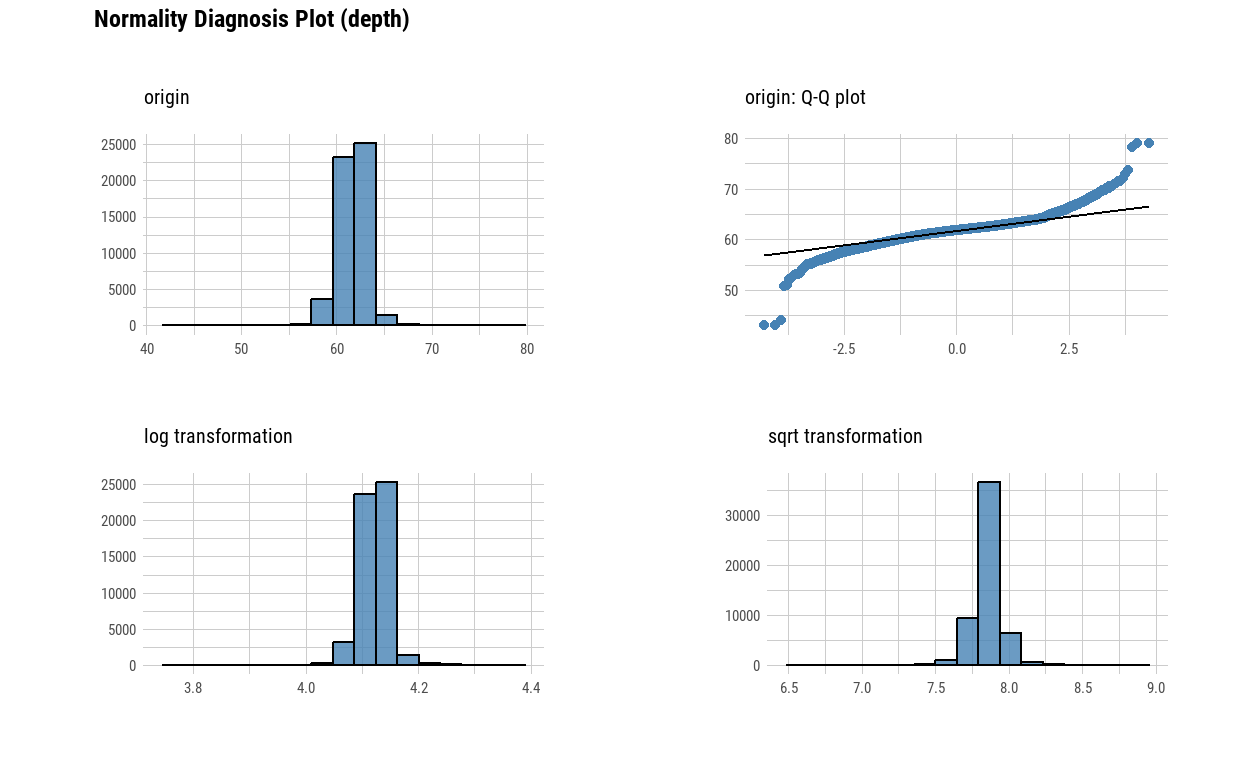 Normality Diagnosis Plot (depth)
origin
25000
20000
15000
10000
5000
0
40 50 60 70 80
origin: Q-Q plot
80
70
60
50
-2.5 0.0 2.5
log transformation
25000
20000
15000
10000
5000
0
3.8 4.0 4.2 4.4
sqrt transformation
30000
20000
10000
0
6.5 7.0 7.5 8.0 8.5 9.0